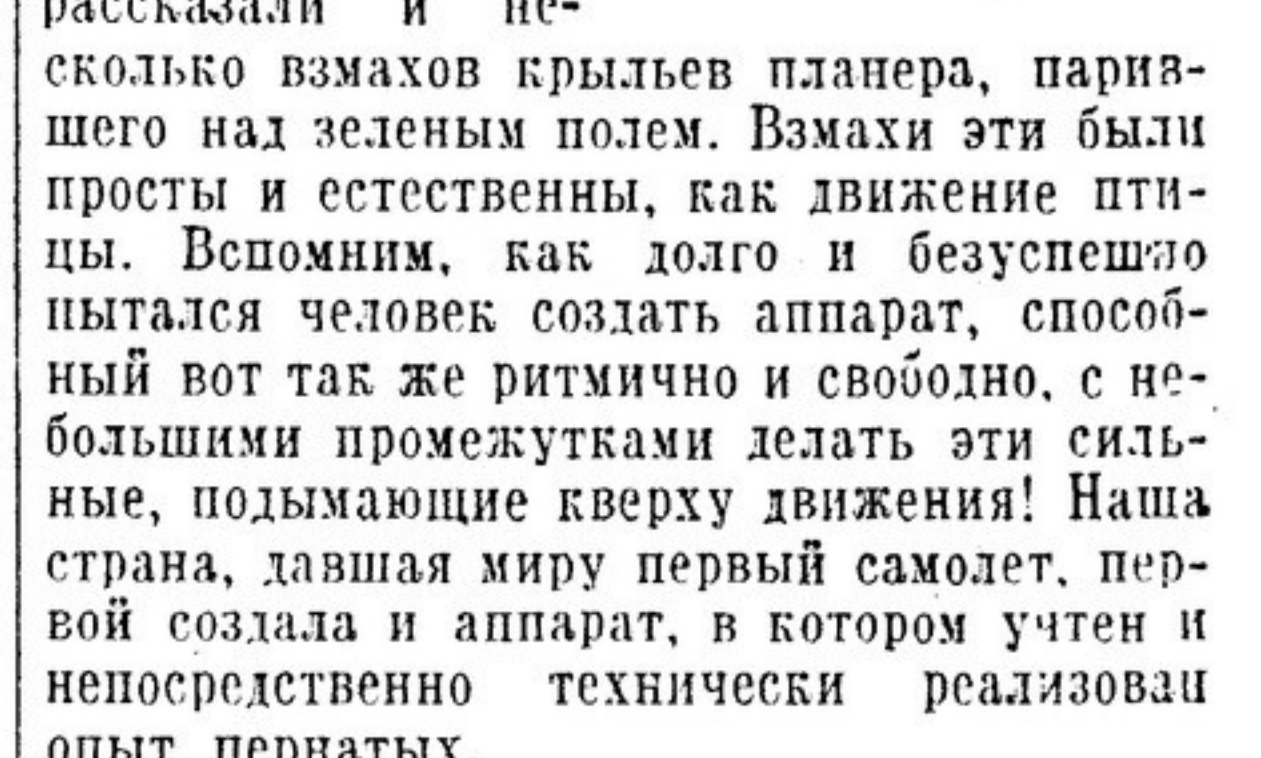 рассказали и не-
сколько взмахов крыльев планера, парив-
шего над зеленым полем. Взмахи эти были
просты и естественны, как движение пти-
цы. Вспомним, как долго и безуспешно
пытался человек создать аппарат, способ-
ный вот так же ритмично и свободно, с не-
большими промежутками делать эти силь-
ные, подымающие кверху движения! Наша
страна, давшая миру первый самолет, пер-
вой создала и аппарат, в котором учтен и
непосредственно технически реализован
опыт пернатых.